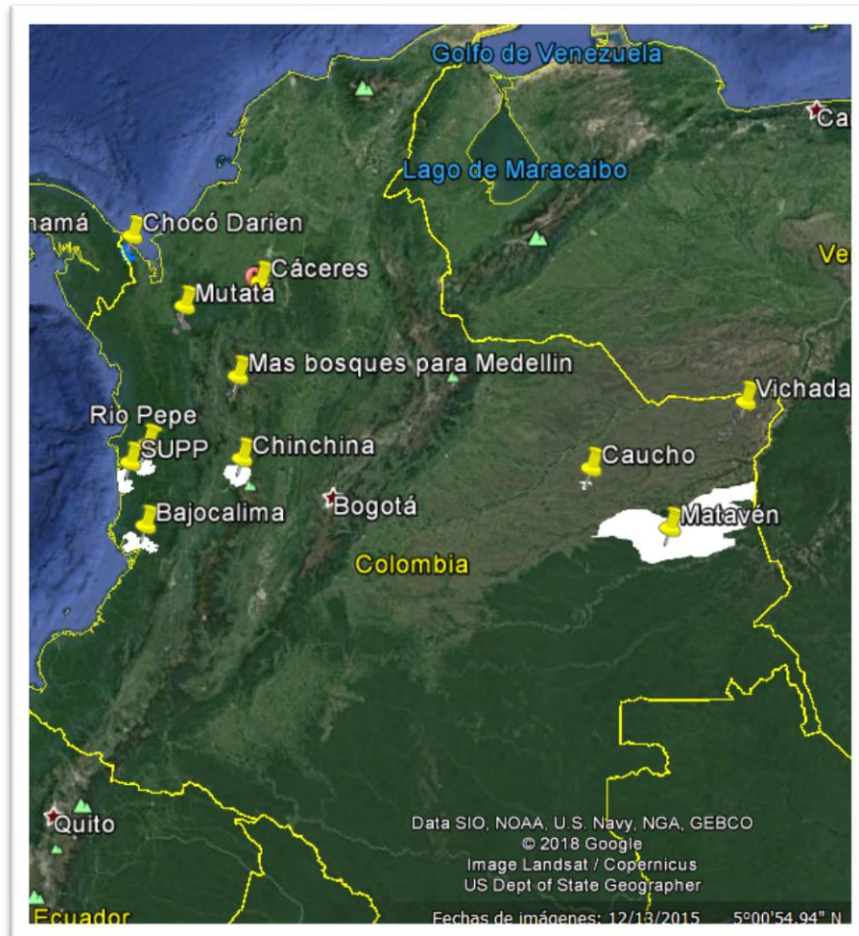 Golfo de Venezuela
Ca
Lago de Maracaibo
namá
Chocó Darien
Ve
Cáceres
Mutatá
Mas bosques para Medellin
Vichada
Rio Pepe
SUPP
Chinchina
Caucho
Bogotá
Bajocalima
Matavén
Colombia
Quito
Data SIO, NOAA, U.S. Navy, NGA, GEBCO
© 2018 Google
Image Landsat / Copernicus
US Dept of State Geographer
Ecuador
Fechas de imágenes: 12/13/2015 5°00'54.94" N